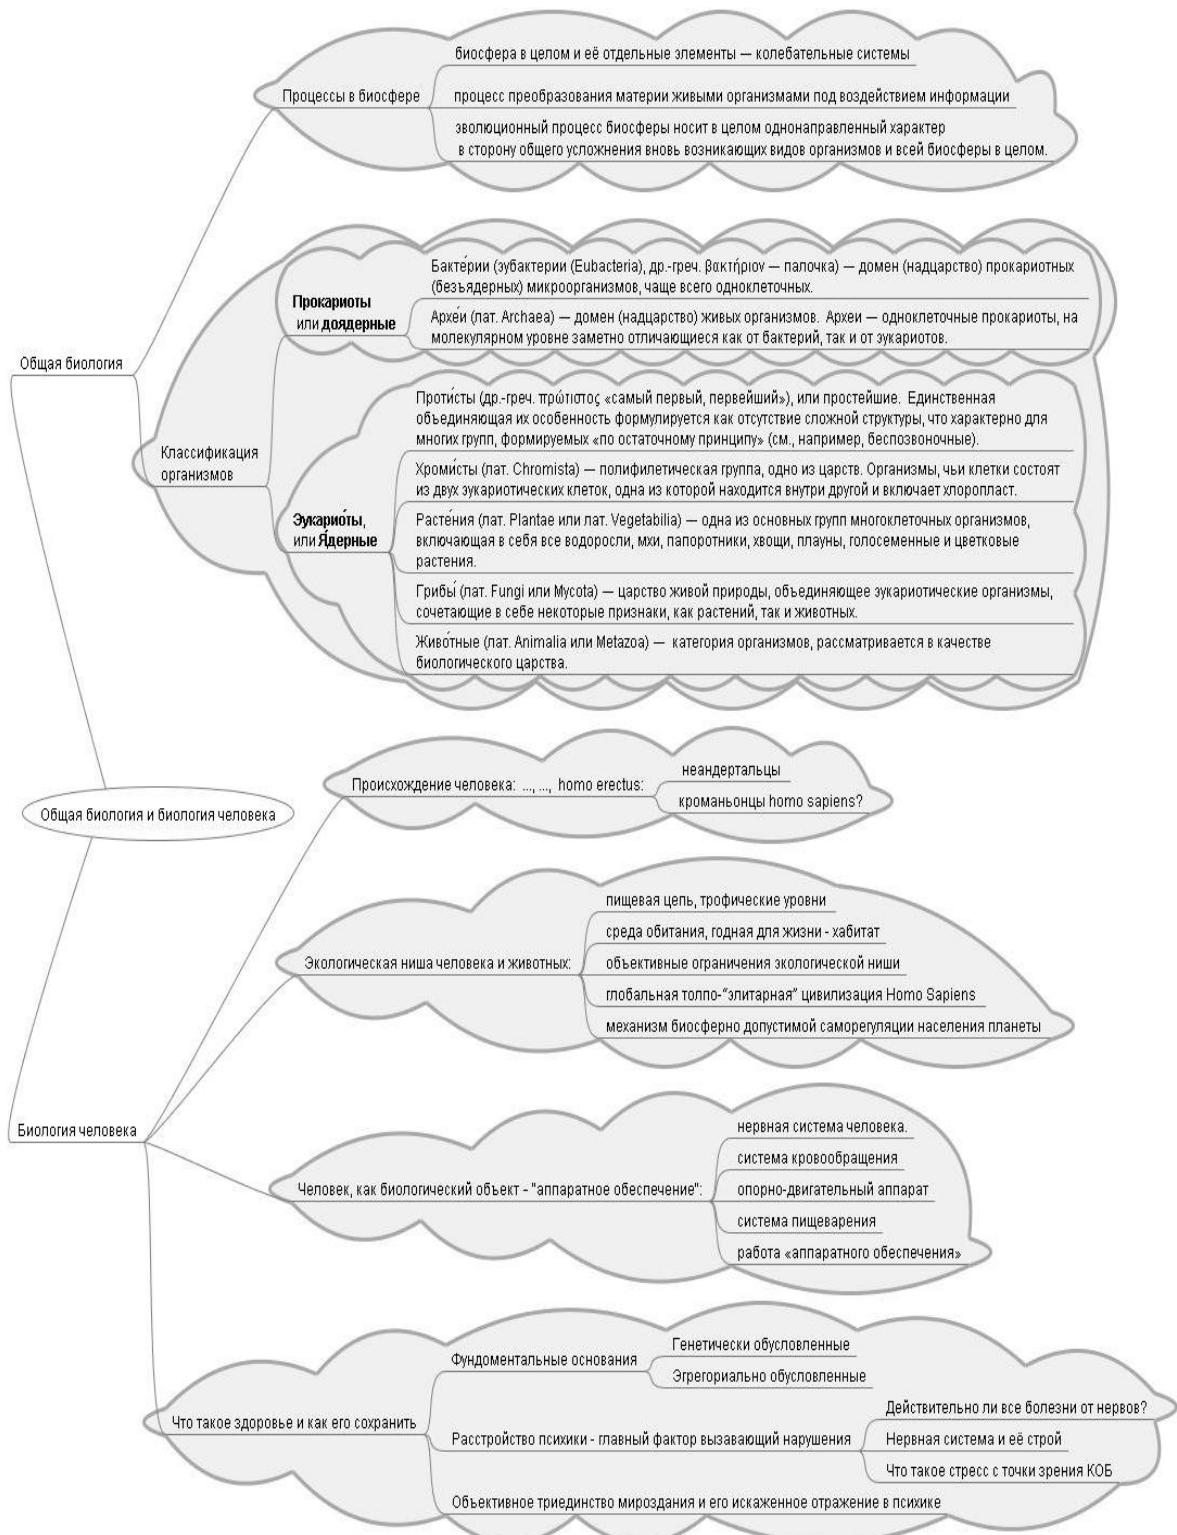 биосфера в целом и её отдельные элементы — колебательные системы
Процессы в биосфере
процесс преобразования материи живыми организмами под воздействием информации
эволюционный процесс биосферы носит в целом однонаправленный характер
в сторону общего усложнения вновь возникающих видов организмов и всей биосферы в целом.
Бакте́рии (эубактерии (Eubacteria), др.-греч. βακτήριον — палочка) — домен (надцарство) прокариотных
(безъядерных) микроорганизмов, чаще всего одноклеточных.
Прокариоты
или доядерные
Архе́и (лат. Archaea) — домен (надцарство) живых организмов. Археи — одноклеточные прокариоты, на
молекулярном уровне заметно отличающиеся как от бактерий, так и от эукариотов.
Общая биология
Проти́сты (др.-греч. πρώτιστος «самый первый, первейший»), или простейшие. Единственная
объединяющая их особенность формулируется как отсутствие сложной структуры, что характерно для
многих групп, формируемых «по остаточному принципу» (см., например, беспозвоночные).
Классификация
организмов
Хроми́сты (лат. Chromista) — полифилетическая группа, одно из царств. Организмы, чьи клетки состоят
из двух эукариотических клеток, одна из которой находится внутри другой и включает хлоропласт.
Эукарио́ты,
или Я́дерные
Расте́ния (лат. Plantae или лат. Vegetabilia) — одна из основных групп многоклеточных организмов,
включающая в себя все водоросли, мхи, папоротники, хвощи, плауны, голосеменные и цветковые
растения.
Грибы́ (лат. Fungi или Mycota) — царство живой природы, объединяющее эукариотические организмы,
сочетающие в себе некоторые признаки, как растений, так и животных.
Живо́тные (лат. Animalia или Metazoa) — категория организмов, рассматривается в качестве
биологического царства.
Происхождение человека: ..., ..., homo erectus:
неандертальцы
кроманьонцы homo sapiens?
Общая биология и биология человека
Экологическая ниша человека и животных:
пищевая цепь, трофические уровни
среда обитания, годная для жизни - хабитат
объективные ограничения экологической ниши
глобальная толпо-"элитарная" цивилизация Homo Sapiens
механизм биосферно допустимой саморегуляции населения планеты
Биология человека
Человек, как биологический объект - "аппаратное обеспечение":
нервная система человека.
система кровообращения
опорно-двигательный аппарат
система пищеварения
работа «аппаратного обеспечения»
Что такое здоровье и как его сохранить
Фундоментальные основания
Генетически обусловленные
Эгрегориально обусловленные
Расстройство психики - главный фактор вызавающий нарушения
Действительно ли все болезни от нервов?
Нервная система и её строй
Что такое стресс с точки зрения КОБ
Объективное триединство мироздания и его искаженное отражение в психике